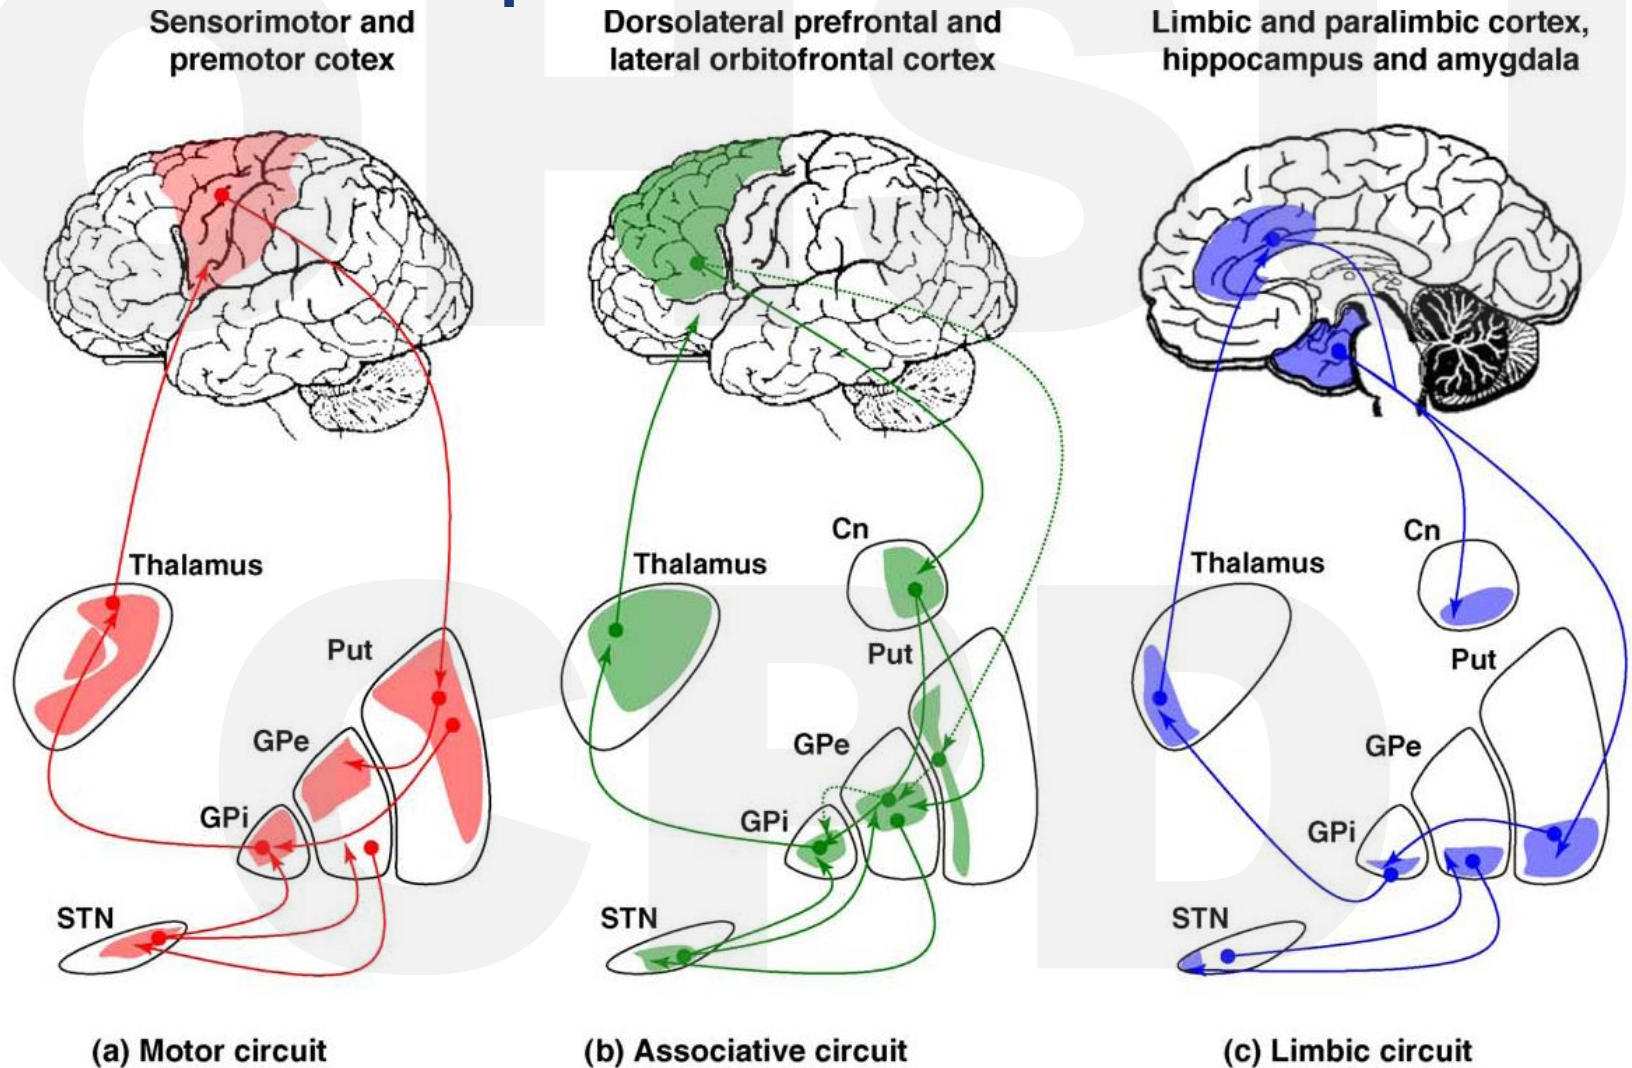 Sensorimotor and
premotor cotex
Dorsolateral prefrontal and
lateral orbitofrontal cortex
Limbic and paralimbic cortex,
hippocampus and amygdala
Thalamus
Put
GPe
GPi
STN
Cn
Thalamus
Put
GPe
GPi
STN
Cn
Thalamus
Put
GPe
GPi
STN
(a) Motor circuit
(b) Associative circuit
(c) Limbic circuit
OHSU
CPD